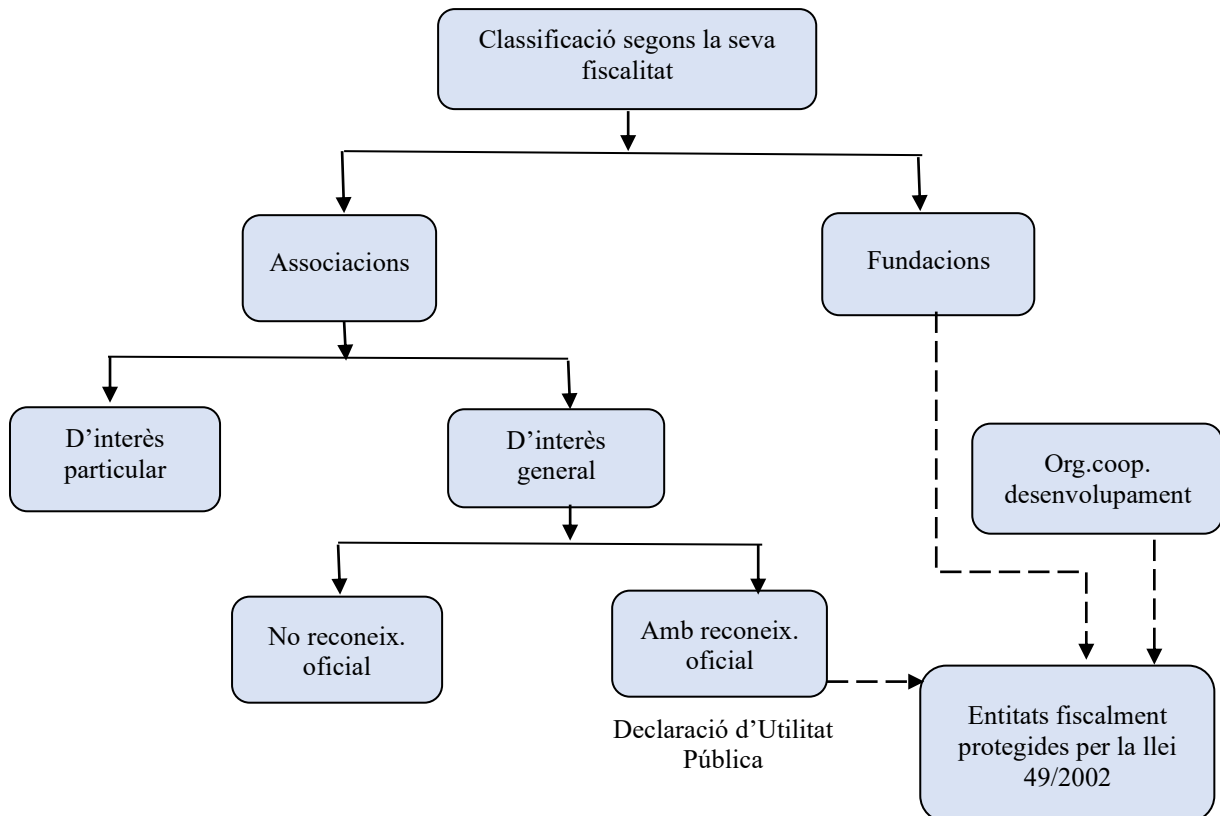 Classificació segons la seva
fiscalitat
Associacions
Fundacions
D’interès
particular
D’interès
general
Org.coop.
desenvolupament
No reconeix.
oficial
Amb reconeix.
oficial
Declaració d’Utilitat
Pública
Entitats fiscalment
protegides per la llei
49/2002